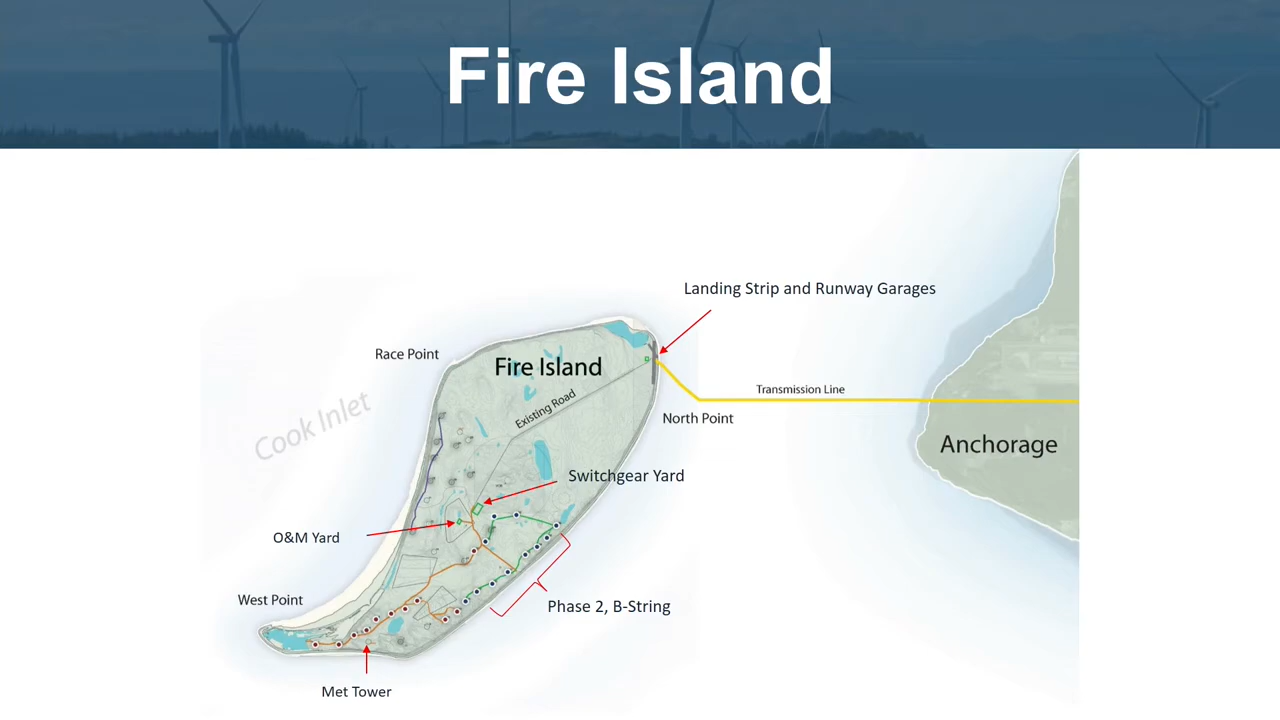 Fire Island
Landing Strip and Runway Garages
Race Point
Fire Island
Transmission Line
Existing Road
Cook Inlet
North Point
Anchorage
Switchgear Yard
O&M Yard
West Point
Phase 2, B-String
Met Tower